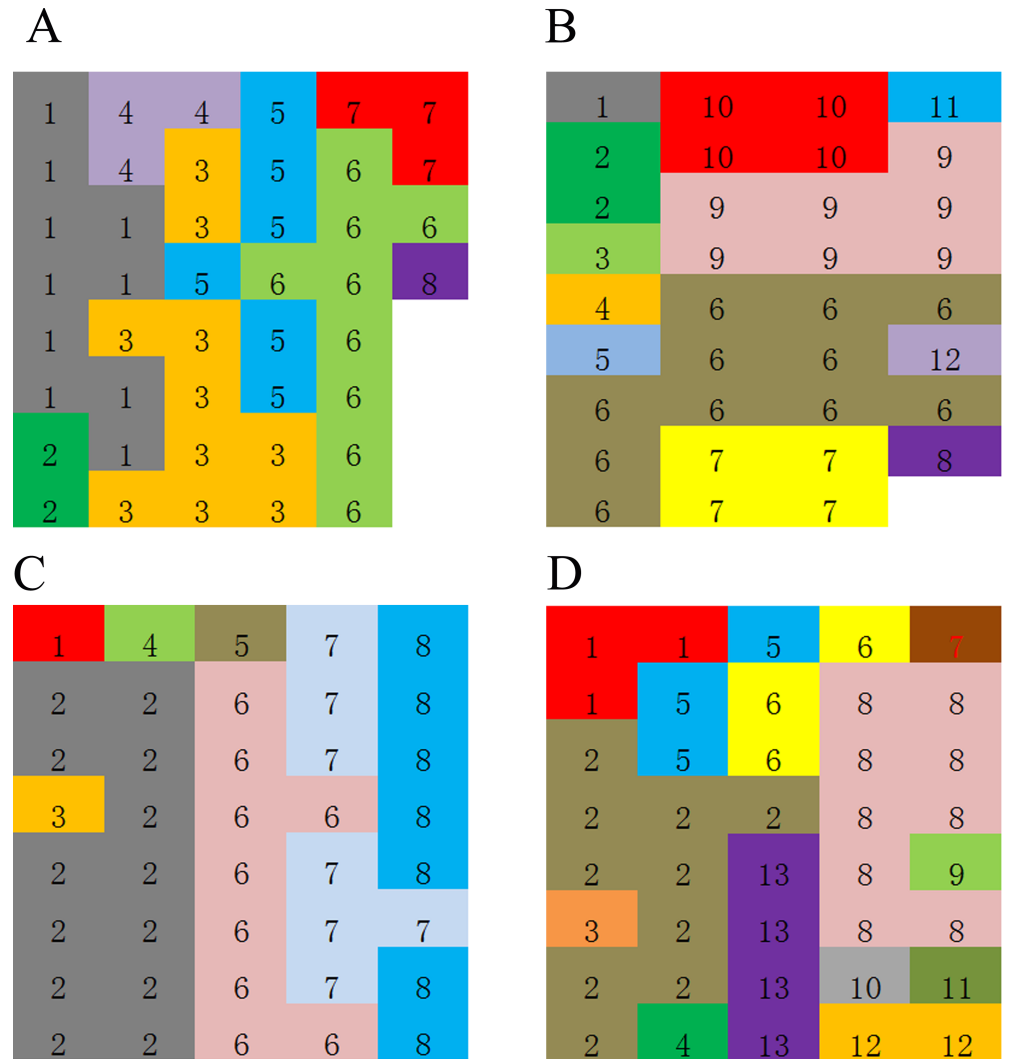 A
1 4 4 5 7 7
1 4 3 5 6 7
1 1 3 5 6 6
1 1 5 6 6 8
1 3 3 5 6
1 1 3 5 6
2 1 3 3 6
2 3 3 3 6
B
1 10 10 11
2 10 10 9
2 9 9 9
3 9 9 9
4 6 6 6
5 6 6 12
6 6 6 6
6 7 7 8
6 7 7
C
1 4 5 7 8
2 2 6 7 8
2 2 6 7 8
3 2 6 6 8
2 2 6 7 8
2 2 6 7 7
2 2 6 7 8
2 2 6 6 8
D
1 1 5 6 7
1 5 6 8 8
2 5 6 8 8
2 2 2 8 8
2 2 13 8 9
3 2 13 8 8
2 2 13 10 11
2 4 13 12 12